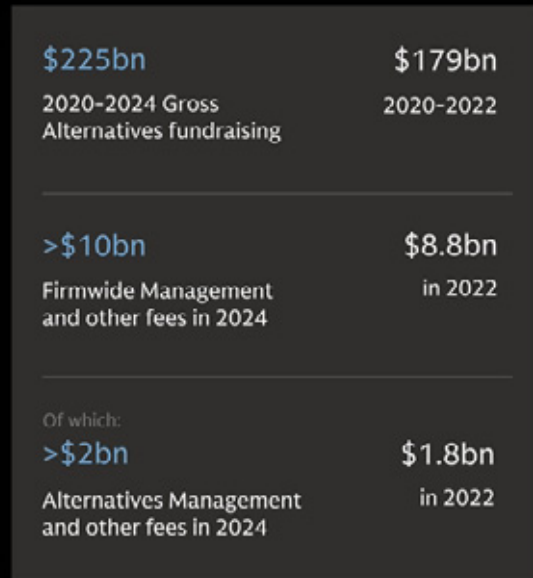 $225bn
$179bn
2020-2024 Gross
Alternatives fundraising
2020-2022
>$10bn
$8.8bn
Firmwide Management
and other fees in 2024
in 2022
Of which:
>$2bn
$1.8bn
Alternatives Management
and other fees in 2024
in 2022